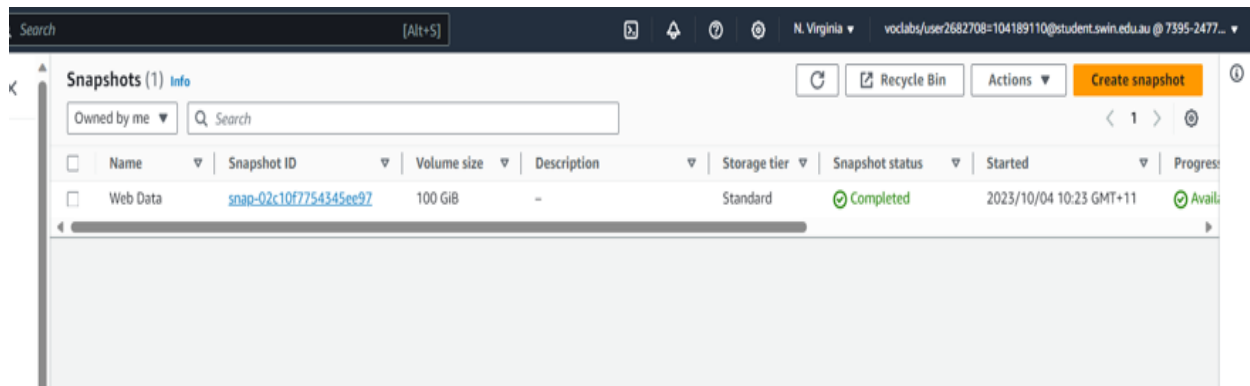 Search [Alt+S] N. Virginia ▼ voclabs/user2682708=104189110@student.swin.edu.au @ 7395-2477... ▼
Snapshots (1) Info Recycle Bin Actions ▼ Create snapshot
Owned by me ▼ Search 1
Name Snapshot ID Volume size Description Storage tier Snapshot status Started Progress
Web Data snap-02c10f7754345ee97 100 GiB – Standard Completed 2023/10/04 10:23 GMT+11 Availa